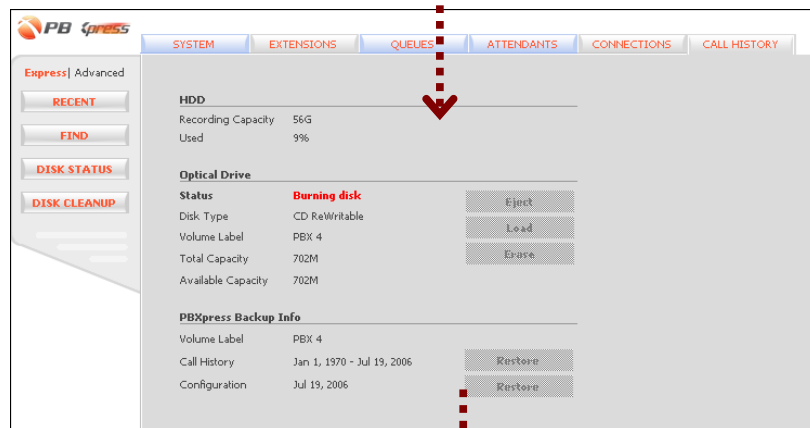 PB Xpress
SYSTEM EXTENSIONS QUEUES ATTENDANTS CONNECTIONS CALL HISTORY
Express| Advanced
RECENT
FIND
DISK STATUS
DISK CLEANUP
HDD
Recording Capacity 56G
Used 9%
Optical Drive
Status Burning disk Eject
Disk Type CD ReWritable
Load
Volume Label PBX 4
Total Capacity 702M Erase
Available Capacity 702M
PBXpress Backup Info
Volume Label PBX 4
Call History Jan 1, 1970 - Jul 19, 2006 Restore
Configuration Jul 19, 2006 Restore